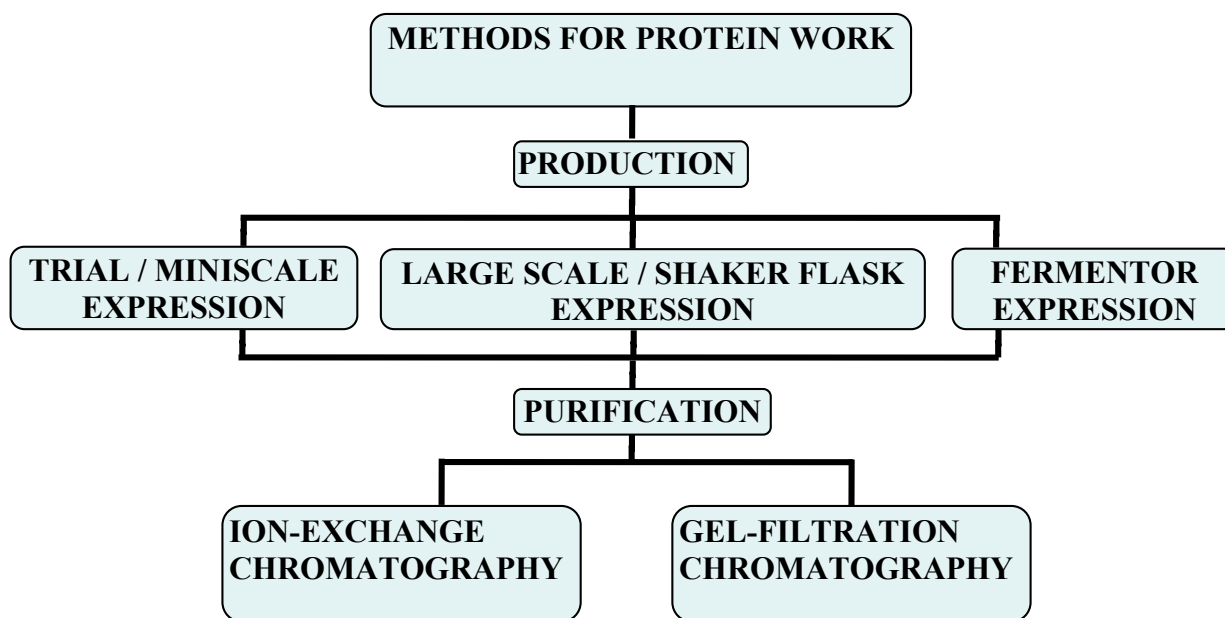 METHODS FOR PROTEIN WORK
PRODUCTION
TRIAL / MINISCALE
EXPRESSION
LARGE SCALE / SHAKER FLASK
EXPRESSION
FERMENTOR
EXPRESSION
PURIFICATION
ION-EXCHANGE
CHROMATOGRAPHY
GEL-FILTRATION
CHROMATOGRAPHY